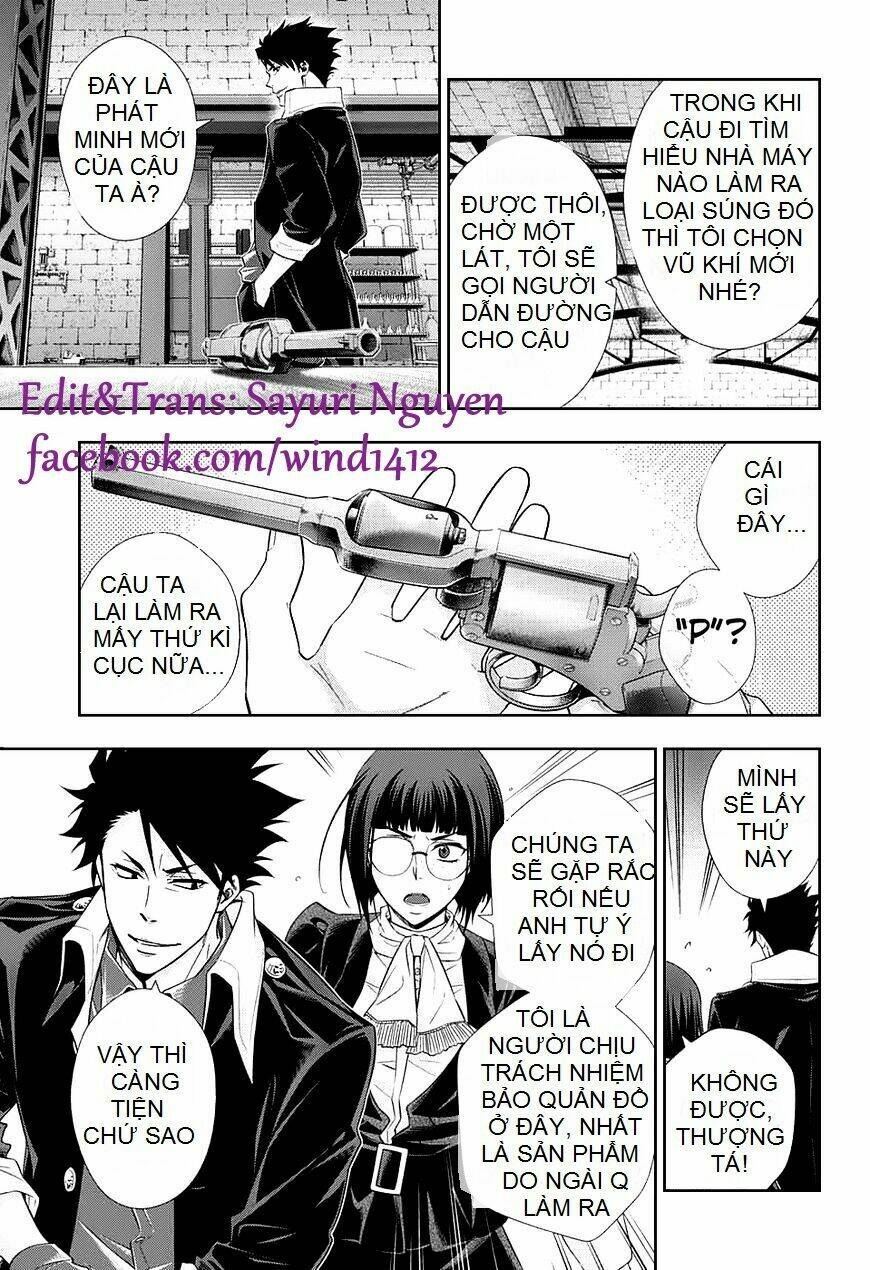 TRONG KHI
CẬU ĐI TÌM
HIỂU NHÀ MÁY
NÀO LÀM RA
LOẠI SÚNG ĐÓ
THÌ TÔI CHỌN
VŨ KHÍ MỚI
NHÉ?
ĐƯỢC THÔI,
CHỜ MỘT
LÁT, TÔI SẼ
GỌI NGƯỜI
DẪN ĐƯỜNG
CHO CẬU
ĐÂY LÀ
PHÁT
MINH MỚI
CỦA CẬU
TA À?
Edit&Trans: Sayuri Nguyen
facebook.com/wind1412
CÁI
GÌ
ĐÂY...
"P"?
P
CẬU TA
LẠI LÀM RA
MẤY THỨ KÌ
CỤC NỮA...
MÌNH
SẼ LẤY
THỨ
NÀY
KHÔNG
ĐƯỢC,
THƯỢNG
TÁ!
CHÚNG TA
SẼ GẶP RẮC
RỐI NẾU
ANH TỰ Ý
LẤY NÓ ĐI
TÔI LÀ
NGƯỜI CHỊU
TRÁCH NHIỆM
BẢO QUẢN ĐỒ
Ở ĐÂY, NHẤT
LÀ SẢN PHẨM
DO NGÀI Q
LÀM RA
VẬY THÌ
CÀNG
TIỆN
CHỨ SAO